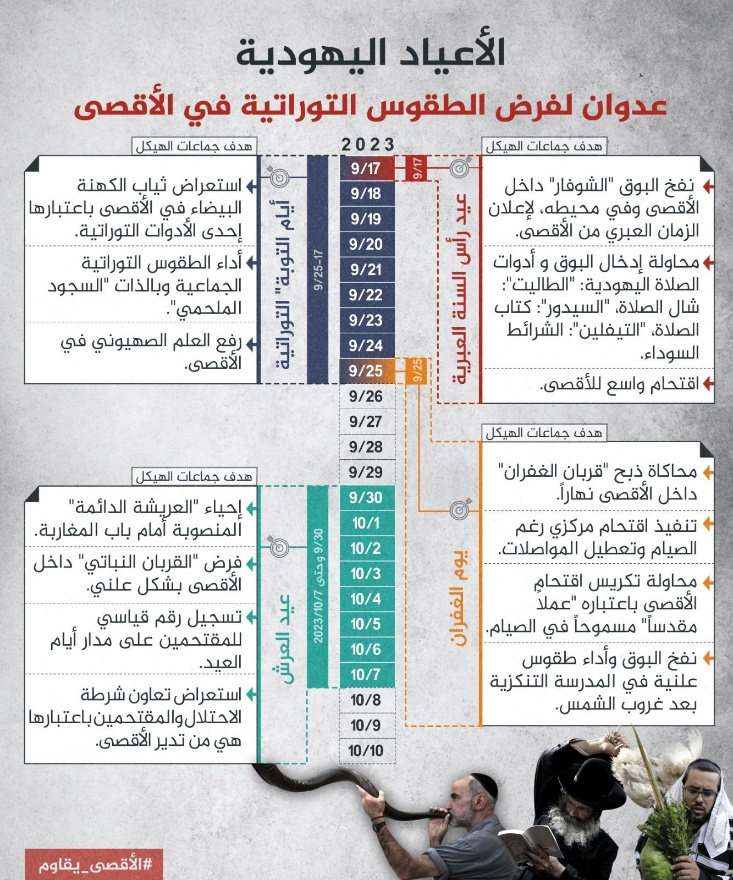 الأعياد اليهودية
عدوان لفرض الطقوس التوراتية في الأقصى
2023
هدف جماعات الهيكل
عيد رأس السنة العبرية
9/17
نفخ البوق "الشوفار" داخل
الأقصى وفي محيطه، لإعلان
الزمان العبري من الأقصى.
محاولة إدخال البوق و أدوات
الصلاة اليهودية: "الطاليت":
شال الصلاة، "السيدور": كتاب
الصلاة، "التيفلين": الشرائط
السوداء.
اقتحام واسع للأقصى.
هدف جماعات الهيكل
أيام التوبة" التوراتية
9/25-17
استعراض ثياب الكهنة
البيضاء في الأقصى باعتبارها
إحدى الأدوات التوراتية.
أداء الطقوس التوراتية
الجماعية وبالذات "السجود
الملحمي".
رفع العلم الصهيوني في
الأقصى.
9/17
9/18
9/19
9/20
9/21
9/22
9/23
9/24
9/25
9/26
9/27
9/28
9/29
9/30
10/1
10/2
10/3
10/4
10/5
10/6
10/7
10/8
10/9
10/10
هدف جماعات الهيكل
يوم الغفران
9/25
محاكاة ذبح "قربان الغفران"
داخل الأقصى نهاراً.
تنفيذ اقتحام مركزي رغم
الصيام وتعطيل المواصلات.
محاولة تكريس اقتحامِ
الأقصى باعتباره "عملا
مقدساً" مسموحاً في الصيام.
نفخ البوق وأداء طقوس
علنية في المدرسة التنكزية
بعد غروب الشمس.
هدف جماعات الهيكل
عيد العرش
9/30 وحتى 2023/10/7
إحياء "العريشة الدائمة"
المنصوبة أمام باب المغاربة.
فرض "القربان النباتي" داخل
الأقصى بشكل علني.
تسجيل رقم قياسي
للمقتحمين على مدار أيام
العيد.
استعراض تعاون شرطة
الاحتلال والمقتحمين باعتبارها
هي من تدير الأقصى.
#الأقصى_يقاوم